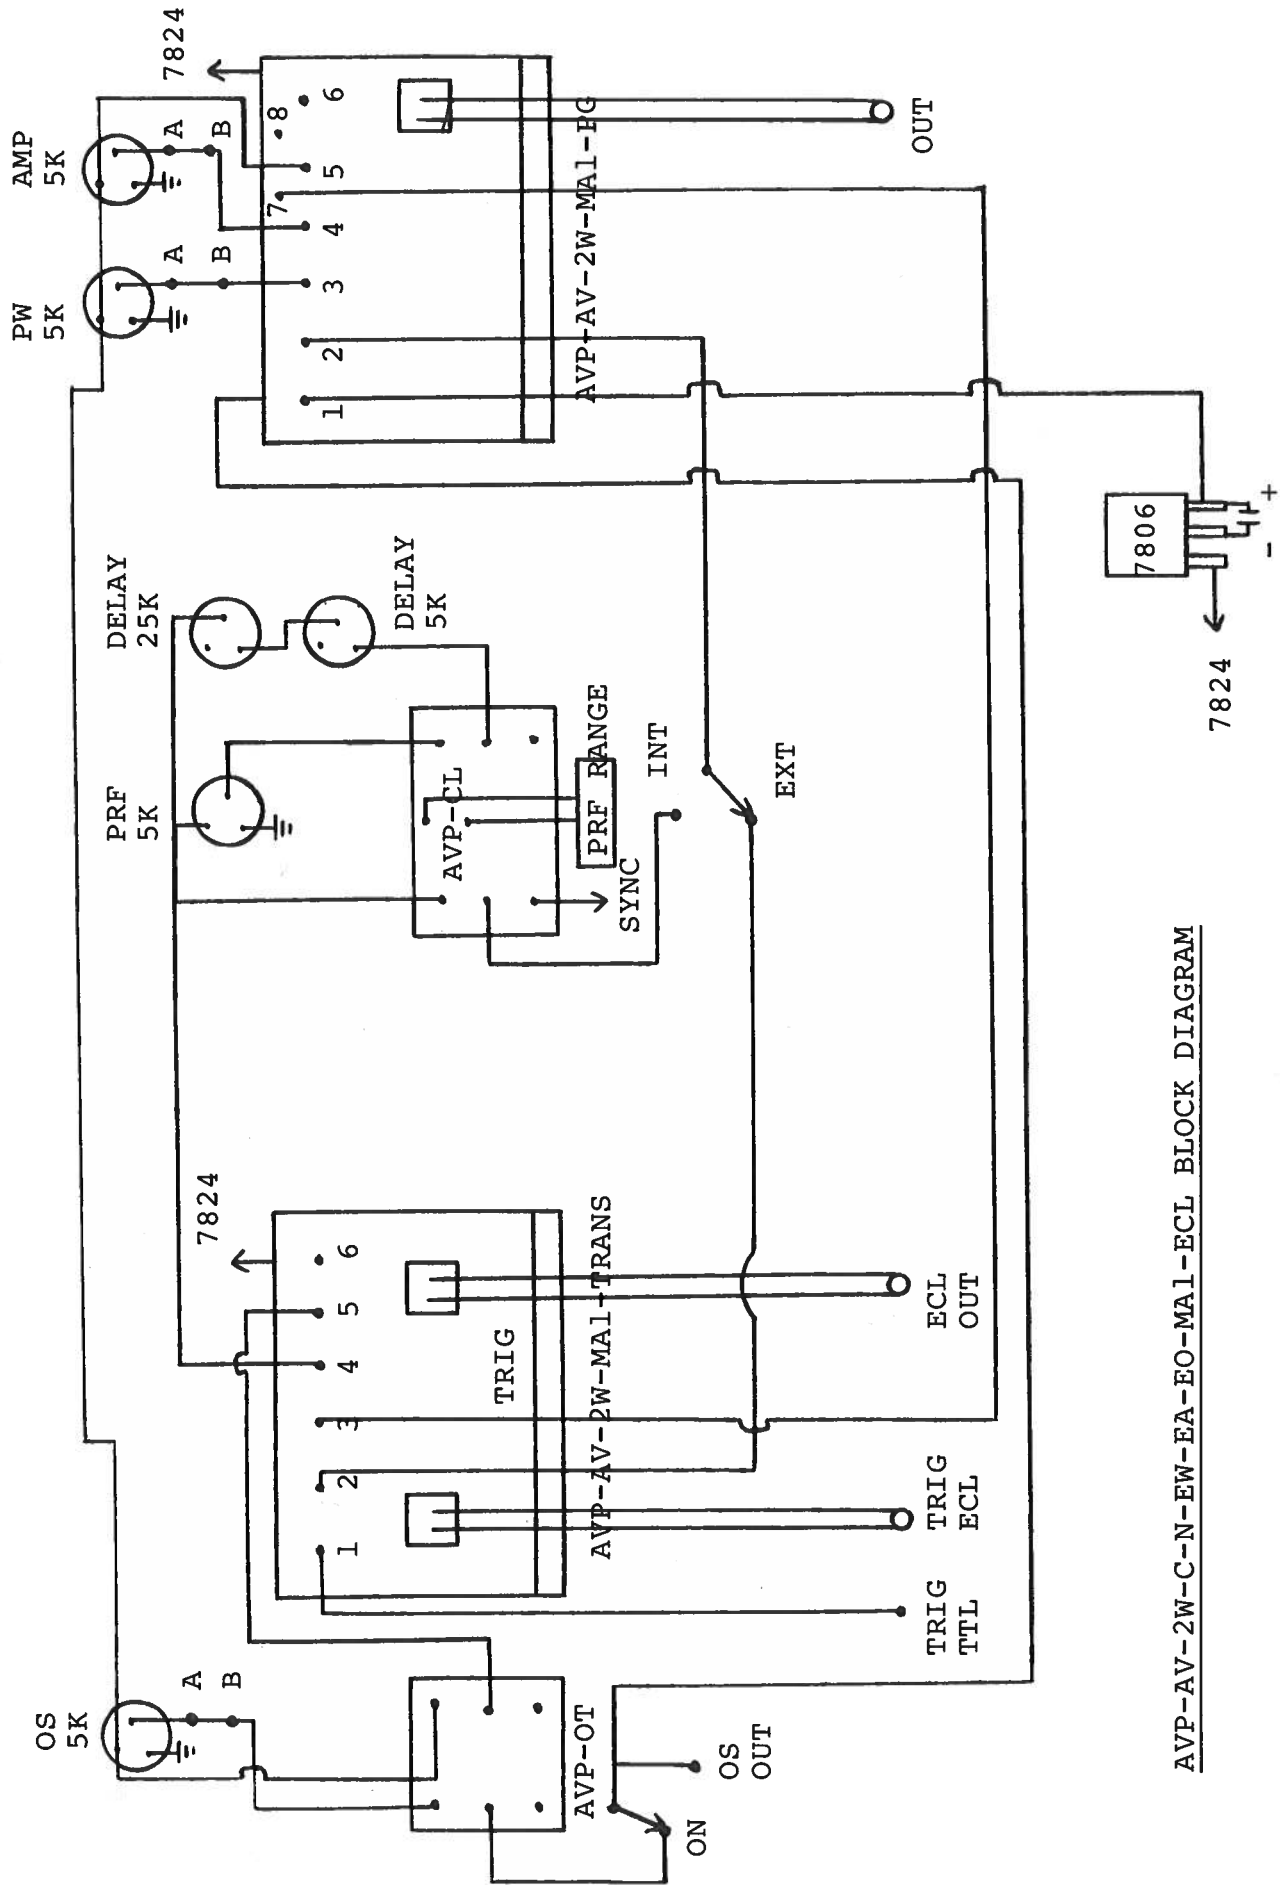 OS
5K
A
B
AVP-OT
ON
OS
OUT
7824
1
2
3
4
5
6
TRIG
AVP-AV-2W-MA1-TRANS
TRIG
TTL
TRIG
ECL
ECL
OUT
PRF
5K
DELAY
25K
DELAY
5K
AVP-CL
PRF RANGE
SYNC
INT
EXT
PW
5K
A
B
AMP
5K
A
B
7824
1
2
3
4
5
6
7
8
AVP-AV-2W-MA1-PG
OUT
7806
7824
-
+
AVP-AV-2W-C-N-EW-EA-EO-MA1-ECL BLOCK DIAGRAM